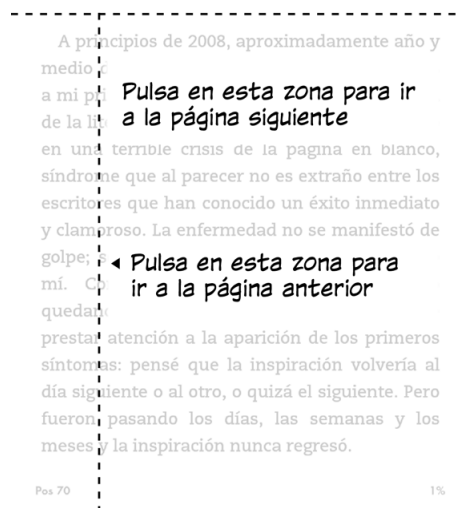 A principios de 2008, aproximadamente año y
medio
a mi
Pulsa en esta zona para ir
a la página siguiente
de la
en una terrible crisis de la página en blanco,
síndrome que al parecer no es extraño entre los
escritores que han conocido un éxito inmediato
y clamoroso. La enfermedad no se manifestó de
golpe;
Pulsa en esta zona para
ir a la página anterior
mí.
prestar atención a la aparición de los primeros
síntomas: pensé que la inspiración volvería al
día siguiente o al otro, o quizá el siguiente. Pero
fueron pasando los días, las semanas y los
meses y la inspiración nunca regresó.
Pos 70
1%